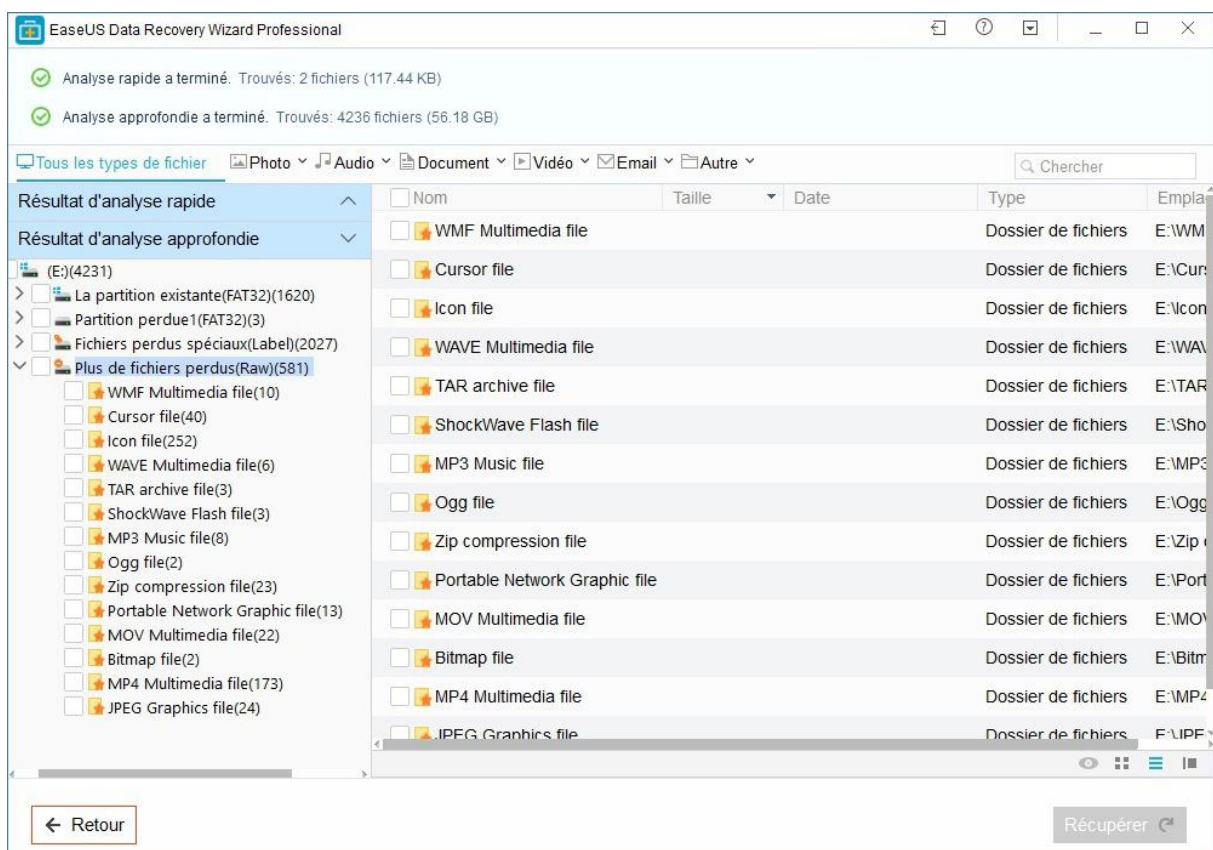 EaseUS Data Recovery Wizard Professional
Analyse rapide a terminé. Trouvés: 2 fichiers (117.44 KB)
Analyse approfondie a terminé. Trouvés: 4236 fichiers (56.18 GB)
Tous les types de fichier Photo Audio Document Vidéo Email Autre Chercher
Résultat d'analyse rapide
Résultat d'analyse approfondie
(E:)(4231)
La partition existante(FAT32)(1620)
Partition perdue1(FAT32)(3)
Fichiers perdus spéciaux(Label)(2027)
Plus de fichiers perdus(Raw)(581)
WMF Multimedia file(10)
Cursor file(40)
Icon file(252)
WAVE Multimedia file(6)
TAR archive file(3)
ShockWave Flash file(3)
MP3 Music file(8)
Ogg file(2)
Zip compression file(23)
Portable Network Graphic file(13)
MOV Multimedia file(22)
Bitmap file(2)
MP4 Multimedia file(173)
JPEG Graphics file(24)
Nom Taille Date Type Empla
WMF Multimedia file Dossier de fichiers E:\WM
Cursor file Dossier de fichiers E:\Curs
Icon file Dossier de fichiers E:\Icon
WAVE Multimedia file Dossier de fichiers E:\WAV
TAR archive file Dossier de fichiers E:\TAR
ShockWave Flash file Dossier de fichiers E:\Sho
MP3 Music file Dossier de fichiers E:\MP3
Ogg file Dossier de fichiers E:\Ogg
Zip compression file Dossier de fichiers E:\Zip
Portable Network Graphic file Dossier de fichiers E:\Port
MOV Multimedia file Dossier de fichiers E:\MOV
Bitmap file Dossier de fichiers E:\Bitm
MP4 Multimedia file Dossier de fichiers E:\MP4
JPEG Graphics file Dossier de fichiers E:\JPE
Retour
Récupérer